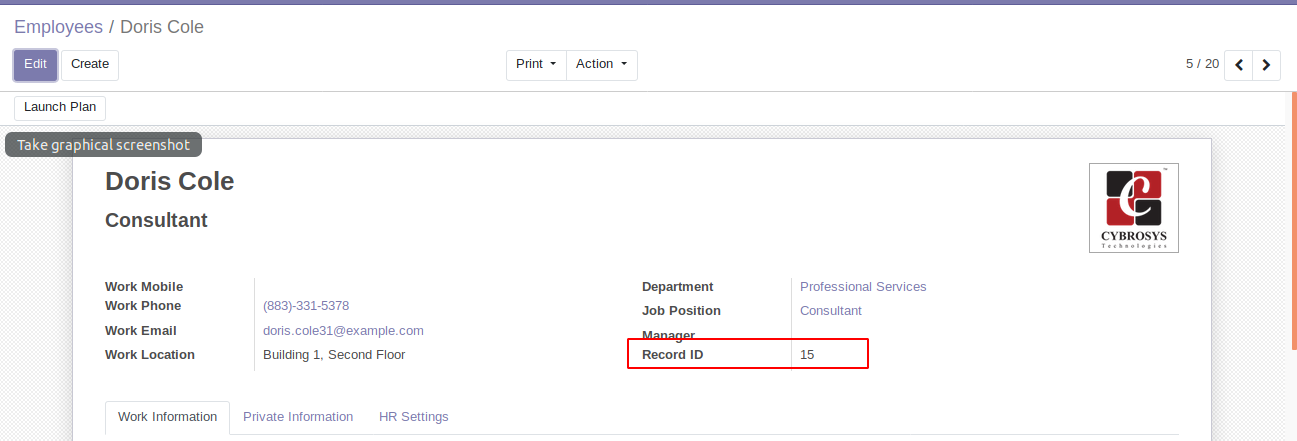 Employees / Doris Cole
Edit Create Print Action 5 / 20
Launch Plan
Take graphical screenshot
Doris Cole
Consultant
C
CYBROSYS
Technologies
Work Mobile
Work Phone (883)-331-5378
Work Email doris.cole31@example.com
Work Location Building 1, Second Floor
Department Professional Services
Job Position Consultant
Manager
Record ID 15
Work Information Private Information HR Settings